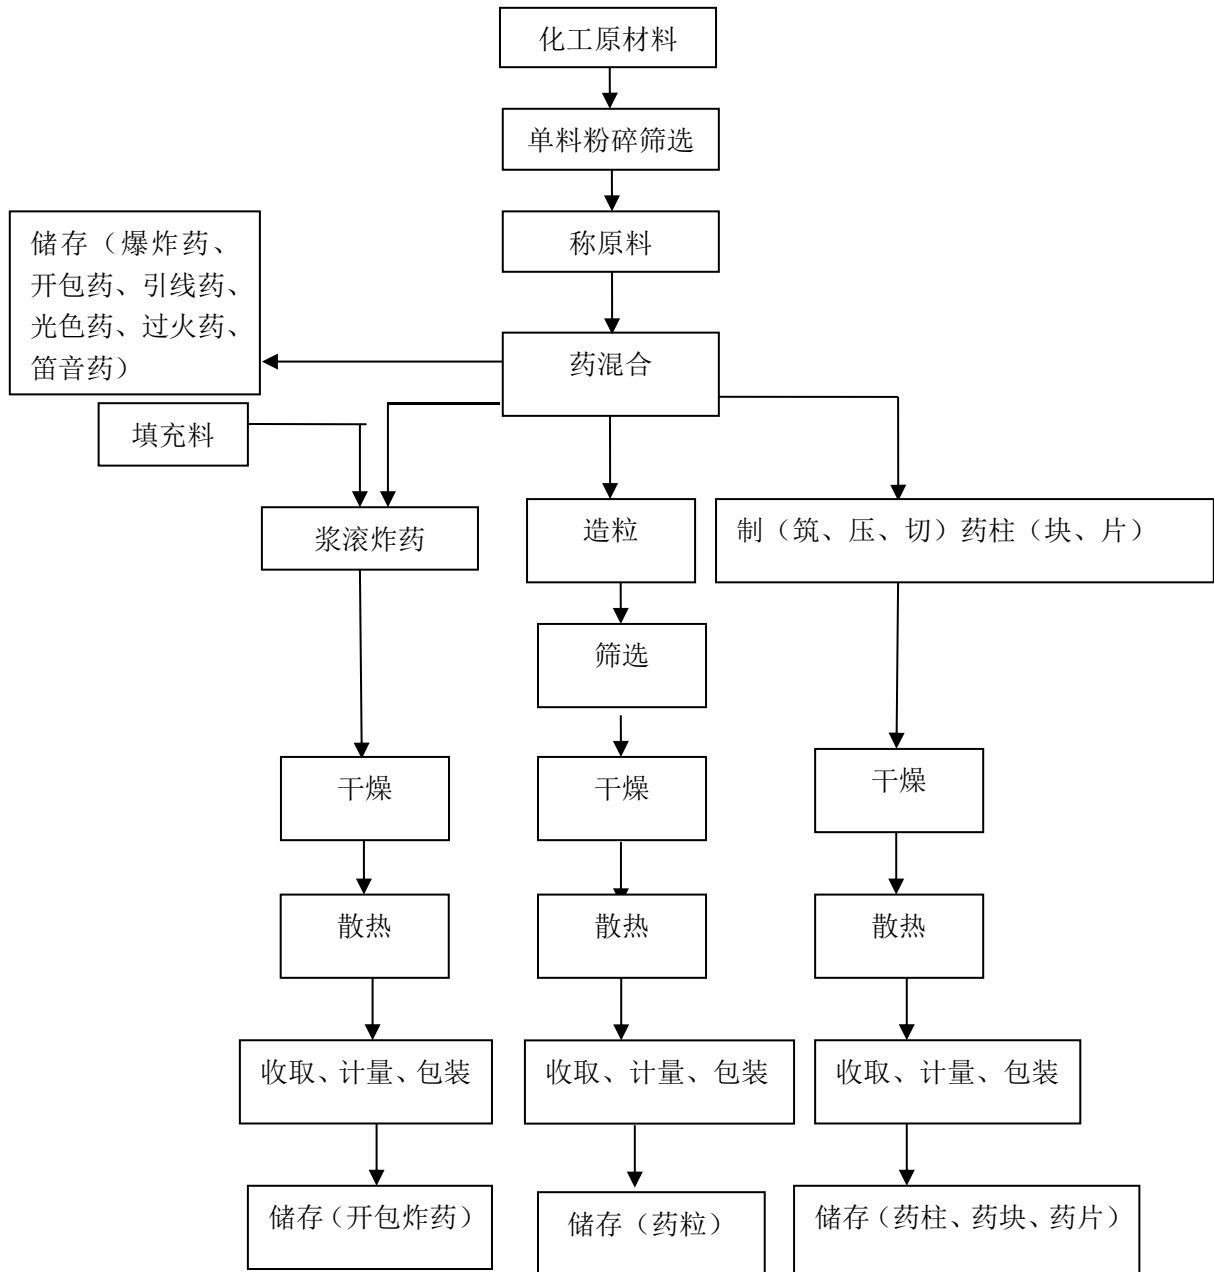 化工原材料
单料粉碎筛选
称原料
储存（爆炸药、
开包药、引线药、
光色药、过火药、
笛音药）
药混合
填充料
浆滚炸药
造粒
制（筑、压、切）药柱（块、片）
筛选
干燥
干燥
干燥
散热
散热
散热
收取、计量、包装
收取、计量、包装
收取、计量、包装
储存（开包炸药）
储存（药粒）
储存（药柱、药块、药片）